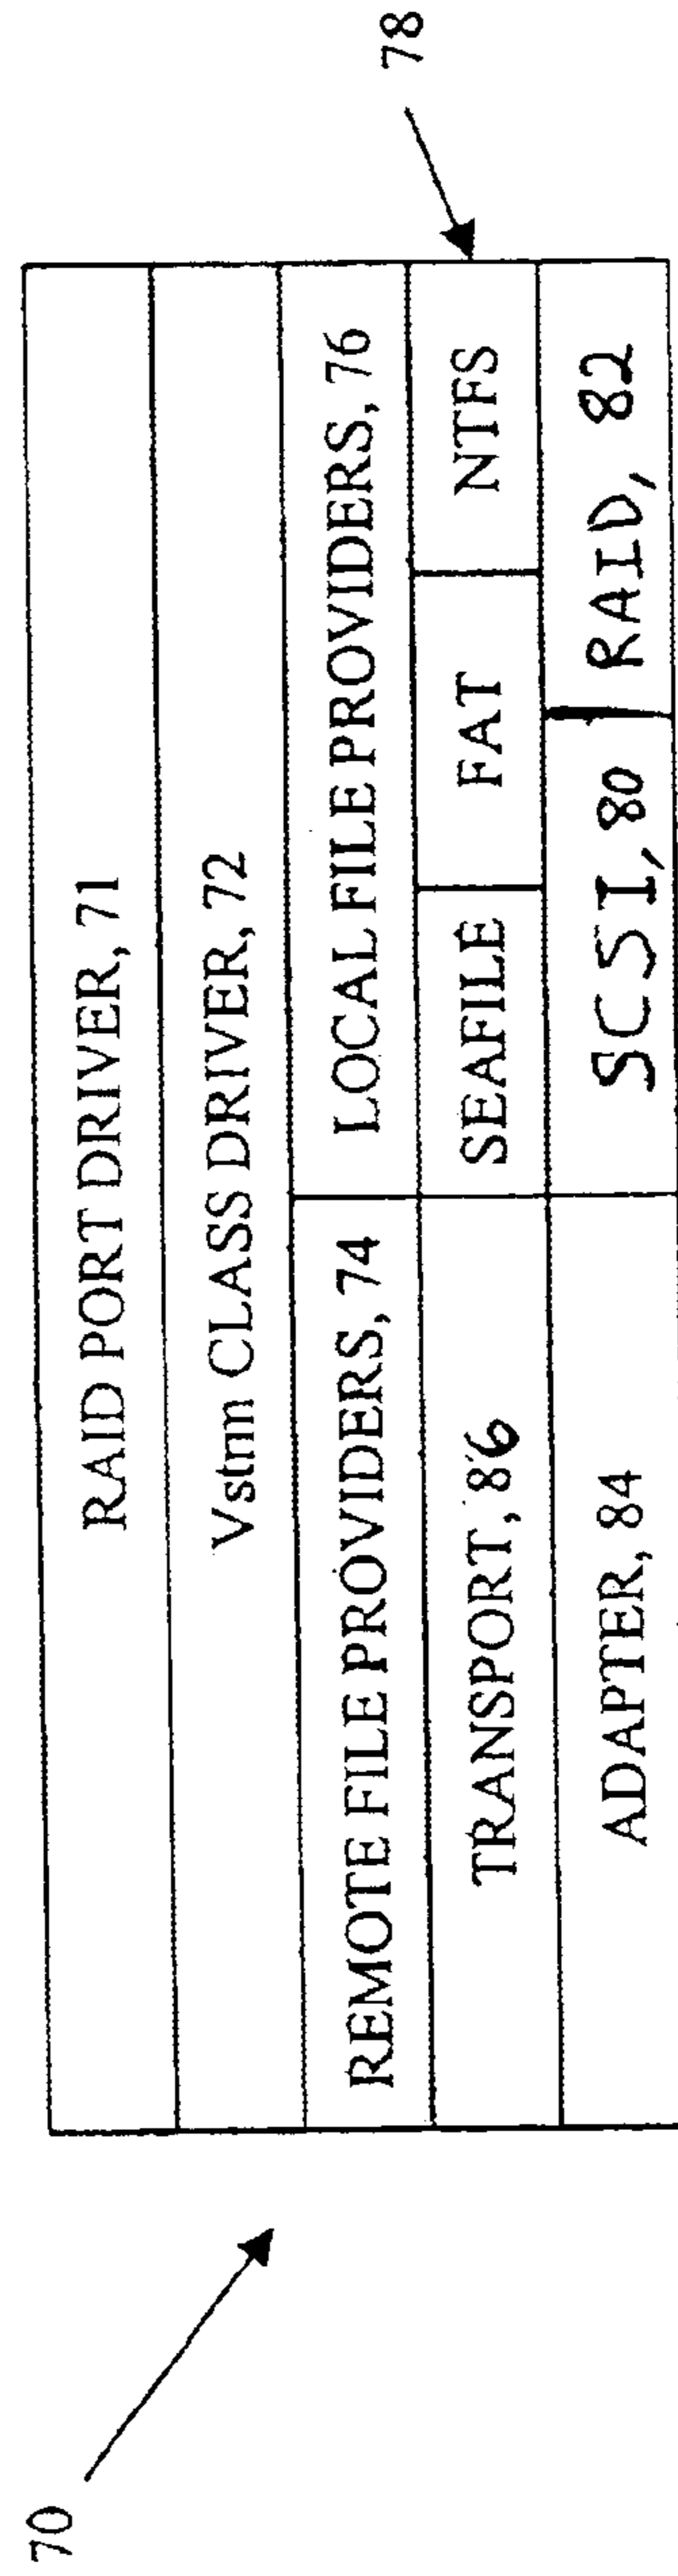 70
78
RAID PORT DRIVER, 71
Vstrm CLASS DRIVER, 72
REMOTE FILE PROVIDERS, 74
LOCAL FILE PROVIDERS, 76
TRANSPORT, 86
SEAFILE
FAT
NTFS
ADAPTER, 84
SCSI, 80
RAID, 82